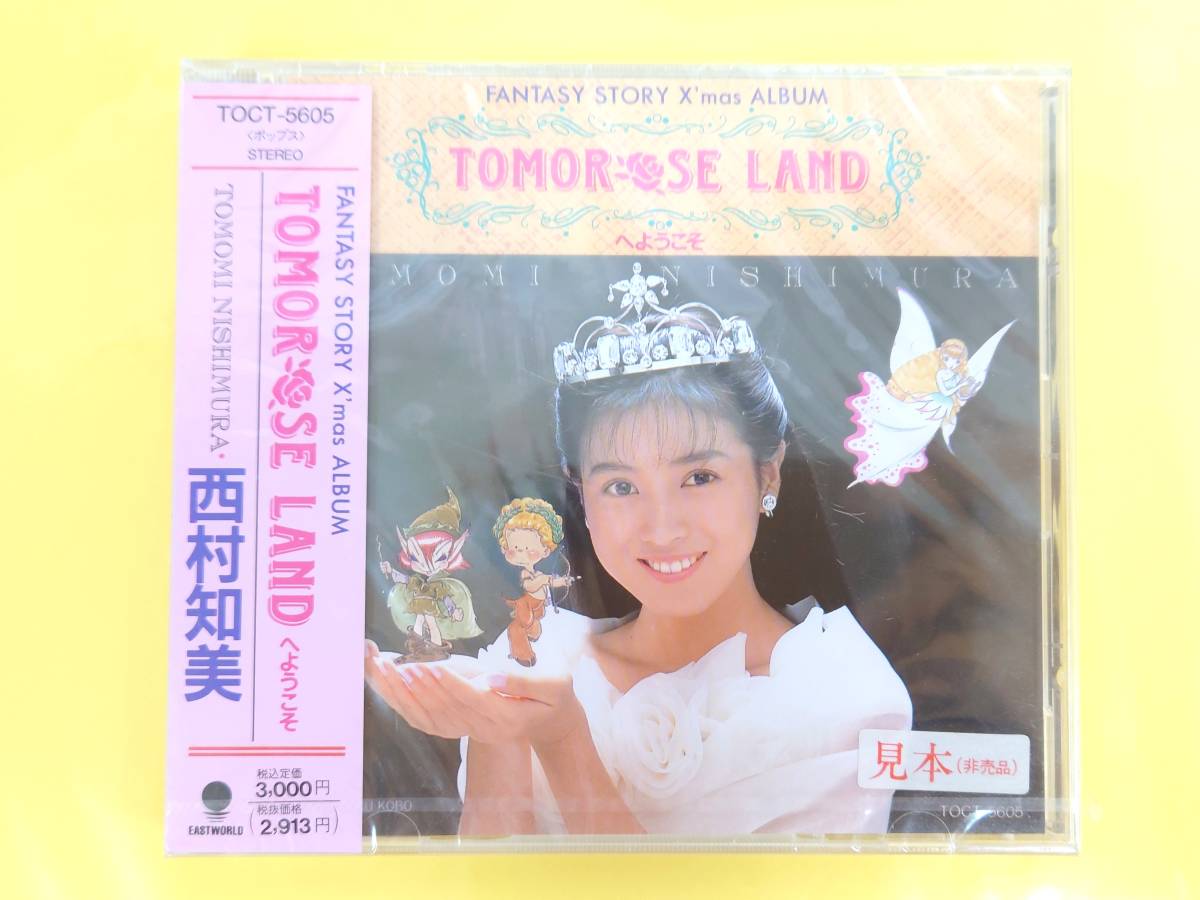 TOCT-5605
〈ポップス〉
STEREO
FANTASY STORY X'mas ALBUM
TOMOROSE LAND へようこそ
TOMOMI NISHIMURA・西村知美
税込定価
3,000円
税抜価格
(2,913円)
EASTWORLD
FANTASY STORY X'mas ALBUM
TOMOROSE LAND
へようこそ
MOMI NISHIMURA
見本(非売品)
KOBO
TOCT-5605